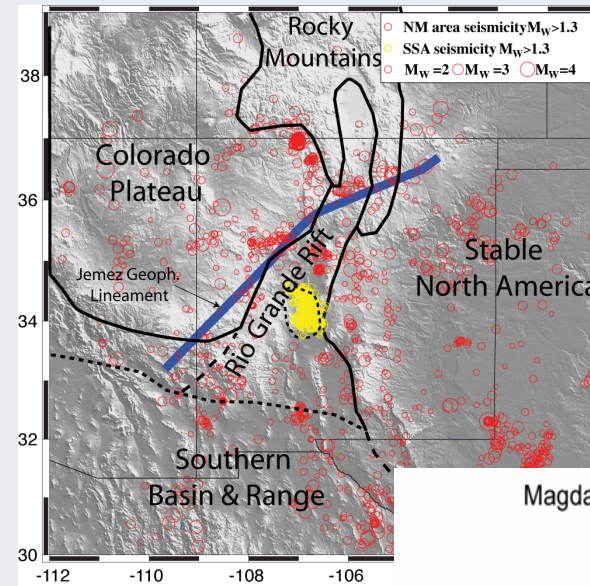 Rocky
Mountains
NM area seismicity Mw>1.3
SSA seismicity Mw>1.3
Mw=2 Mw=3 Mw=4
38
Colorado
Plateau
36
Stable
North America
Jemez Geoph.
Lineament
Rio Grande Rift
34
32
Southern
Basin & Range
Magda
30
-112 -110 -108 -106